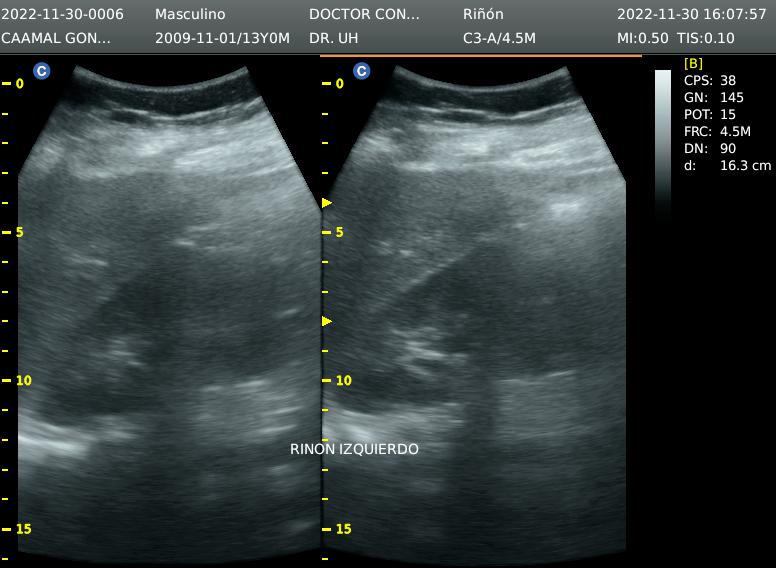 2022-11-30-0006 Masculino DOCTOR CON... Riñón 2022-11-30 16:07:57
CAAMAL GON... 2009-11-01/13Y0M DR. UH C3-A/4.5M MI:0.50 TIS:0.10
C C
[B]
CPS: 38
GN: 145
POT: 15
FRC: 4.5M
DN: 90
d: 16.3 cm
0 0
5 5
10 10
RINON IZQUIERDO
15 15